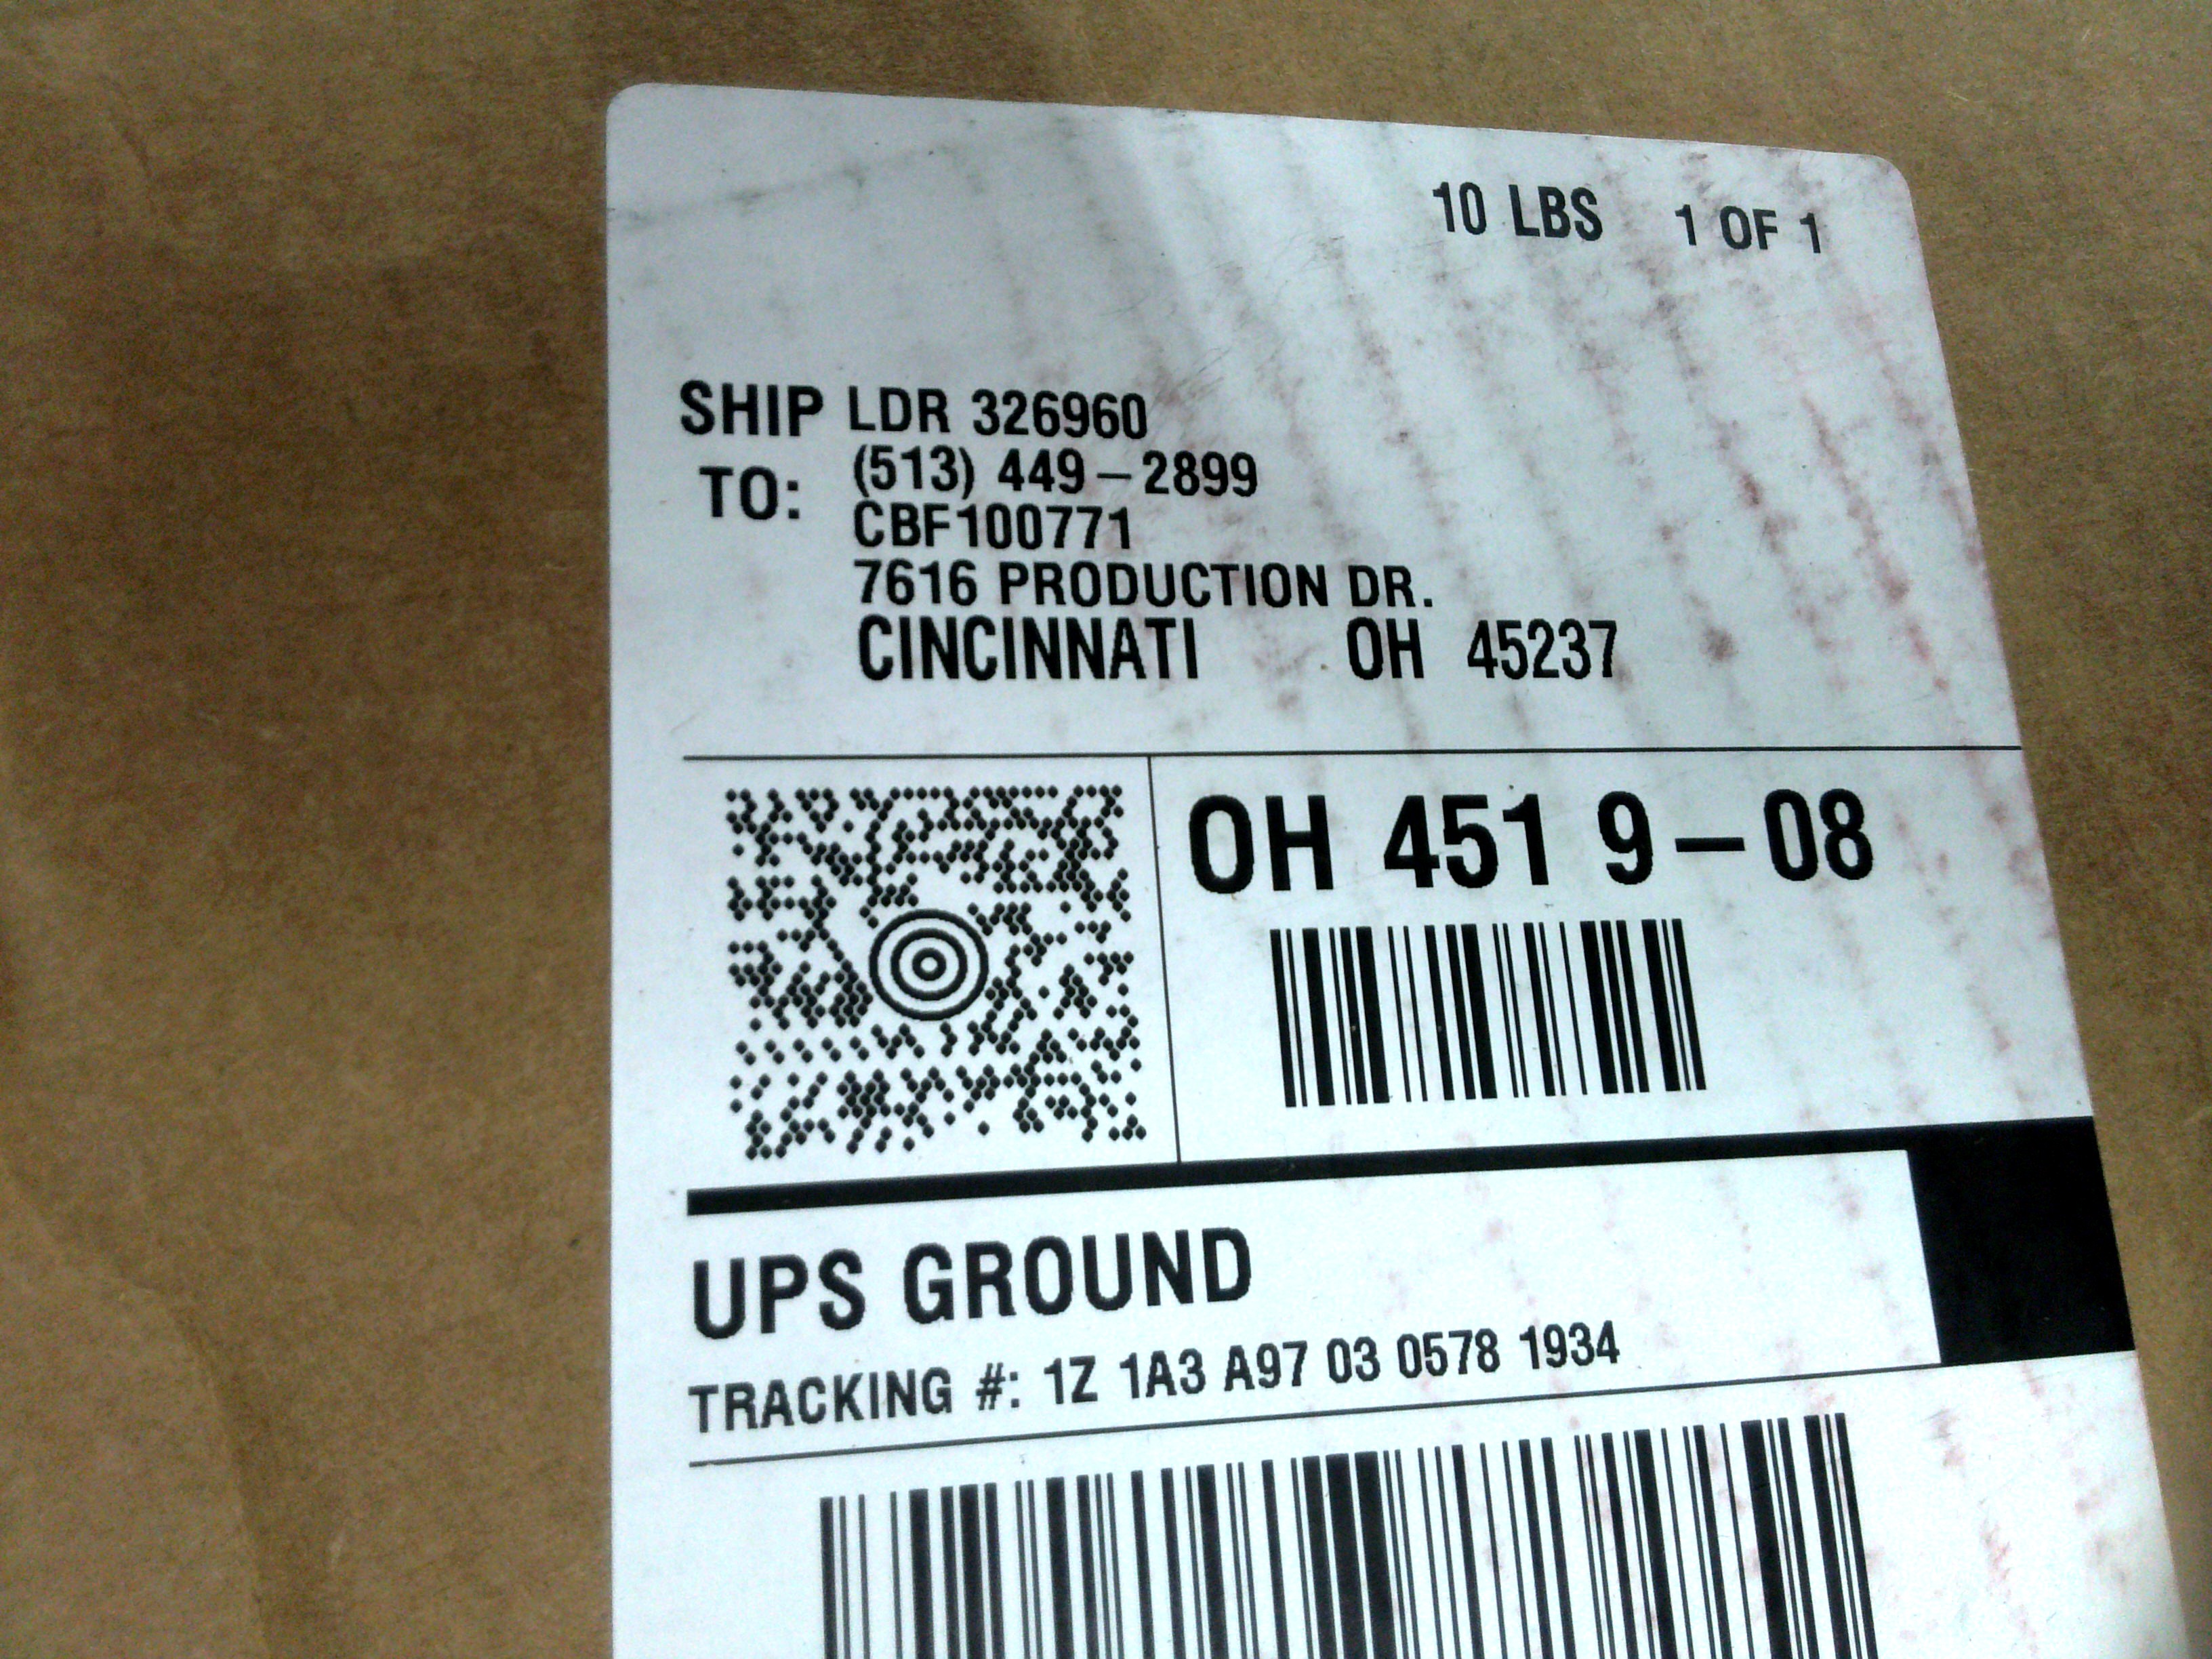 10 LBS 1 OF 1
SHIP TO: LDR 326960
(513) 449-2899
CBF100771
7616 PRODUCTION DR.
CINCINNATI OH 45237
OH 451 9-08
UPS GROUND
TRACKING #: 1Z 1A3 A97 03 0578 1934